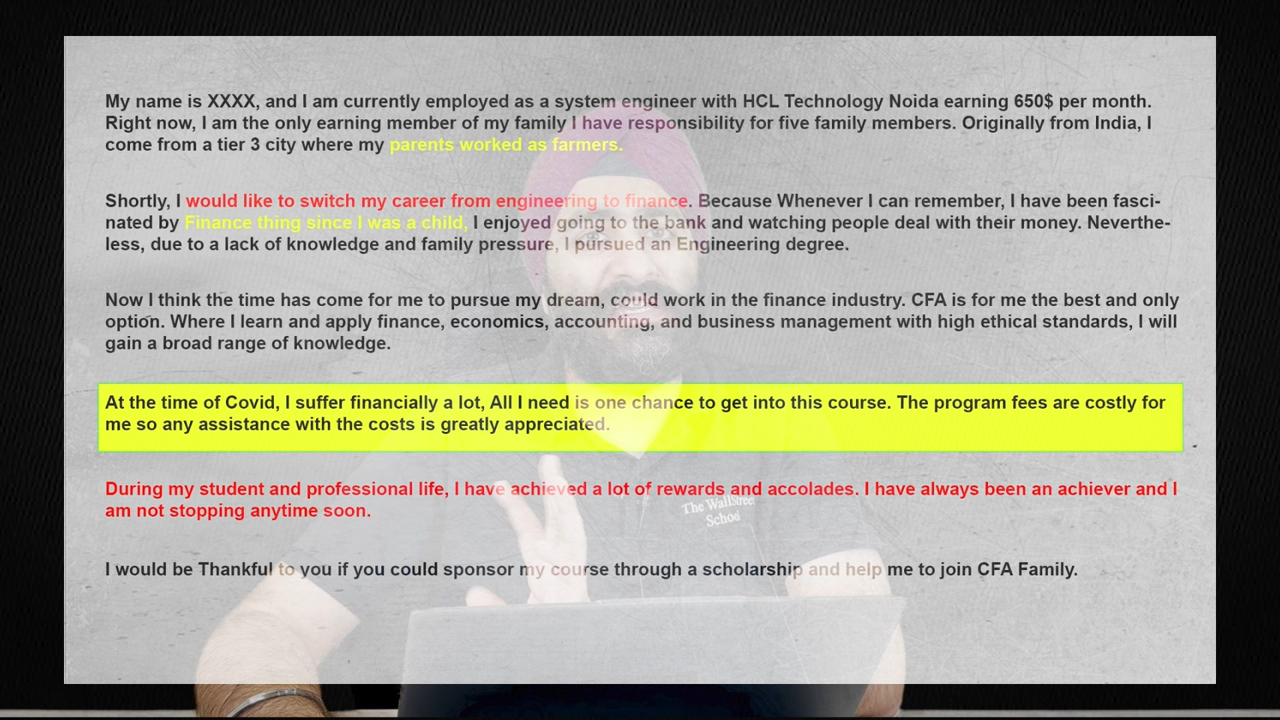 My name is XXXX, and I am currently employed as a system engineer with HCL Technology Noida earning 650$ per month.
Right now, I am the only earning member of my family I have responsibility for five family members. Originally from India, I
come from a tier 3 city where my parents worked as farmers.
Shortly, I would like to switch my career from engineering to finance. Because Whenever I can remember, I have been fasci-
nated by Finance thing since I was a child, I enjoyed going to the bank and watching people deal with their money. Neverthe-
less, due to a lack of knowledge and family pressure, I pursued an Engineering degree.
Now I think the time has come for me to pursue my dream, could work in the finance industry. CFA is for me the best and only
option. Where I learn and apply finance, economics, accounting, and business management with high ethical standards, I will
gain a broad range of knowledge.
At the time of Covid, I suffer financially a lot, All I need is one chance to get into this course. The program fees are costly for
me so any assistance with the costs is greatly appreciated.
During my student and professional life, I have achieved a lot of rewards and accolades. I have always been an achiever and I
am not stopping anytime soon.
The WallStreet
School
I would be Thankful to you if you could sponsor my course through a scholarship and help me to join CFA Family.